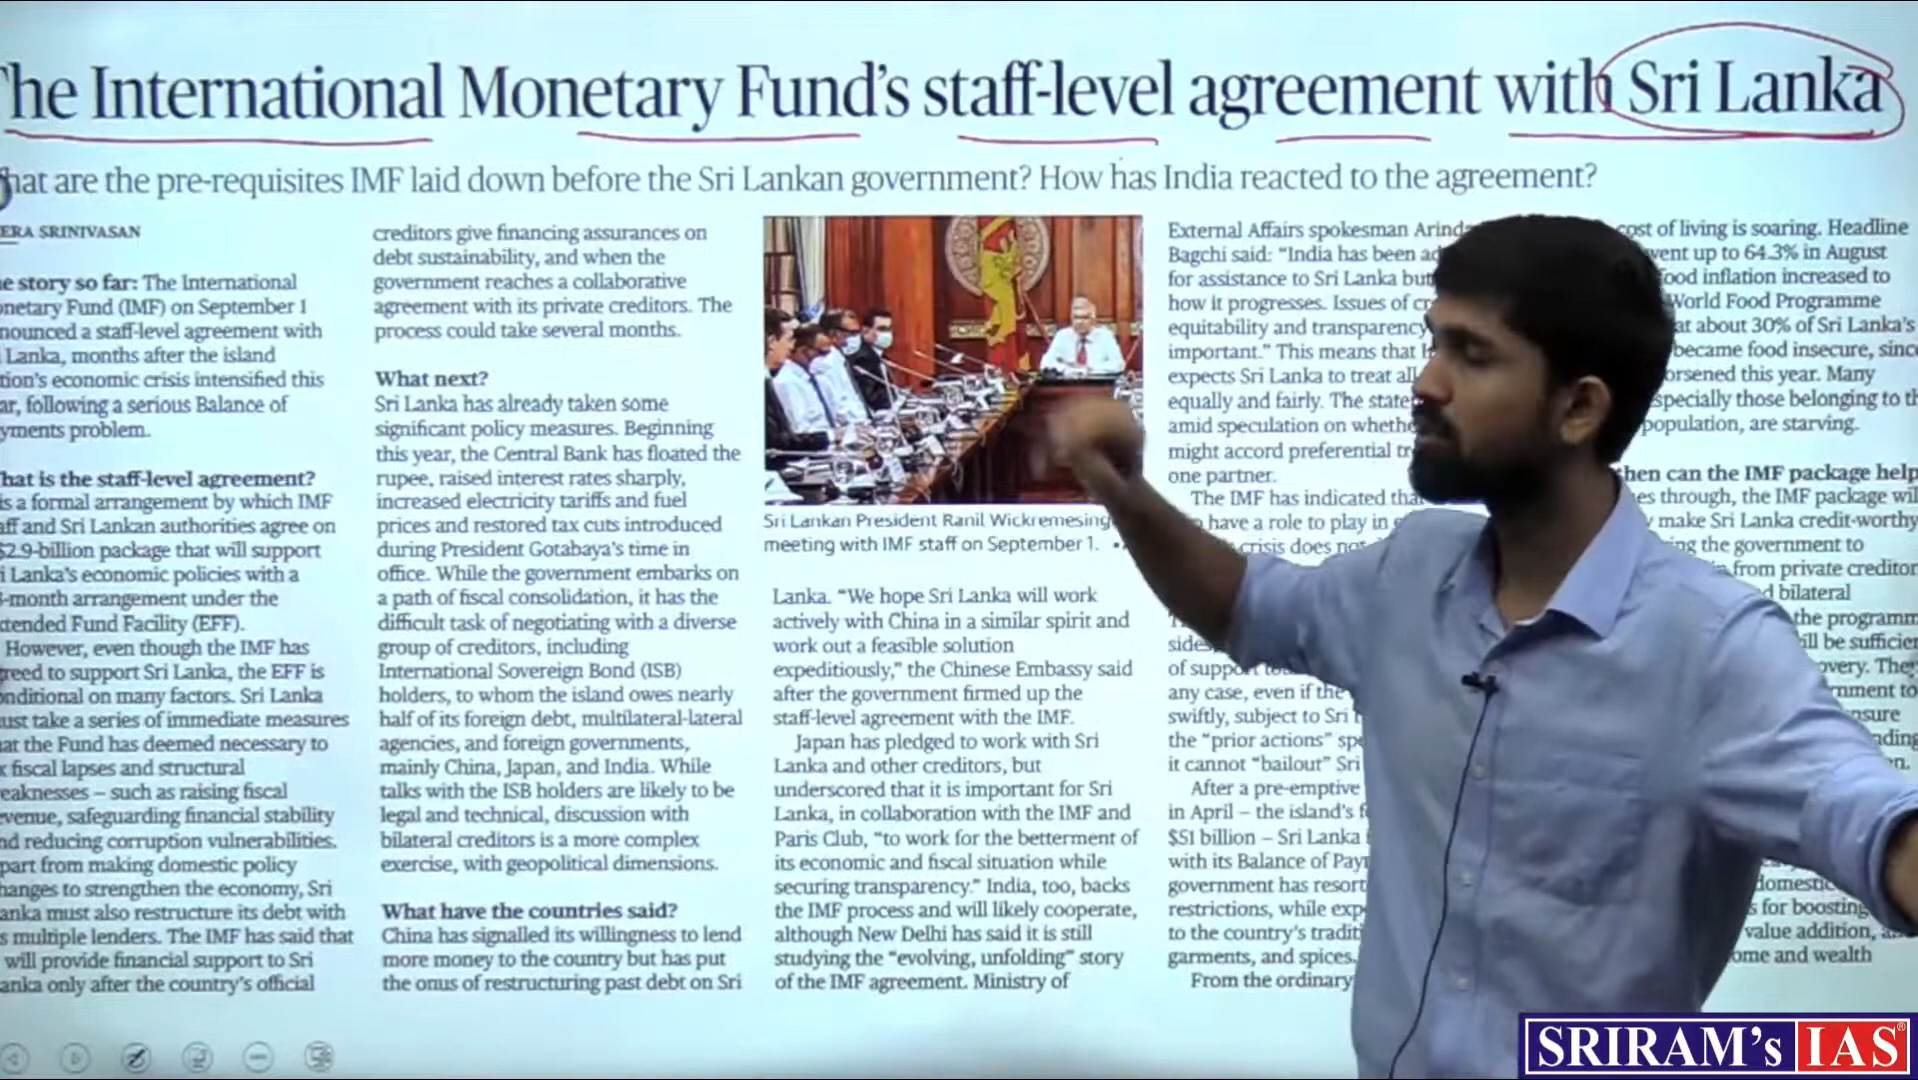 The International Monetary Fund's staff-level agreement with Sri Lanka
hat are the pre-requisites IMF laid down before the Sri Lankan government? How has India reacted to the agreement?
ERA SRINIVASAN
e story so far: The International
onetary Fund (IMF) on September 1
nounced a staff-level agreement with
Lanka, months after the island
tion's economic crisis intensified this
ar, following a serious Balance of
yments problem.
hat is the staff-level agreement?
is a formal arrangement by which IMF
aff and Sri Lankan authorities agree on
$2.9-billion package that will support
i Lanka's economic policies with a
-month arrangement under the
tended Fund Facility (EFF).
However, even though the IMF has
reed to support Sri Lanka, the EFF is
onditional on many factors. Sri Lanka
ust take a series of immediate measures
at the Fund has deemed necessary to
x fiscal lapses and structural
eaknesses – such as raising fiscal
venue, safeguarding financial stability
nd reducing corruption vulnerabilities.
part from making domestic policy
hanges to strengthen the economy, Sri
anka must also restructure its debt with
s multiple lenders. The IMF has said that
will provide financial support to Sri
anka only after the country's official
creditors give financing assurances on
debt sustainability, and when the
government reaches a collaborative
agreement with its private creditors. The
process could take several months.
What next?
Sri Lanka has already taken some
significant policy measures. Beginning
this year, the Central Bank has floated the
rupee, raised interest rates sharply,
increased electricity tariffs and fuel
prices and restored tax cuts introduced
during President Gotabaya's time in
office. While the government embarks on
a path of fiscal consolidation, it has the
difficult task of negotiating with a diverse
group of creditors, including
International Sovereign Bond (ISB)
holders, to whom the island owes nearly
half of its foreign debt, multilateral-lateral
agencies, and foreign governments,
mainly China, Japan, and India. While
talks with the ISB holders are likely to be
legal and technical, discussion with
bilateral creditors is a more complex
exercise, with geopolitical dimensions.
What have the countries said?
China has signalled its willingness to lend
more money to the country but has put
the onus of restructuring past debt on Sri
Sri Lankan President Ranil Wickremesing
meeting with IMF staff on September 1.
Lanka. "We hope Sri Lanka will work
actively with China in a similar spirit and
work out a feasible solution
expeditiously," the Chinese Embassy said
after the government firmed up the
staff-level agreement with the IMF.
Japan has pledged to work with Sri
Lanka and other creditors, but
underscored that it is important for Sri
Lanka, in collaboration with the IMF and
Paris Club, "to work for the betterment of
its economic and fiscal situation while
securing transparency." India, too, backs
the IMF process and will likely cooperate,
although New Delhi has said it is still
studying the "evolving, unfolding" story
of the IMF agreement. Ministry of
External Affairs spokesman Arind
Bagchi said: "India has been ad
for assistance to Sri Lanka but
how it progresses. Issues of cr
equitability and transparency
important." This means that I
expects Sri Lanka to treat all
equally and fairly. The state
amid speculation on whethe
might accord preferential tr
one partner.
The IMF has indicated tha
have a role to play in
crisis does no
side
of support
any case, even if the
swiftly, subject to Sri
the "prior actions" spe
it cannot "bailout" Sri
After a pre-emptive
in April – the island's f
$51 billion – Sri Lanka
with its Balance of Pay
government has resort
restrictions, while exp
to the country's traditi
garments, and spices.
From the ordinary
cost of living is soaring. Headline
went up to 64.3% in August
ood inflation increased to
World Food Programme
at about 30% of Sri Lanka's
became food insecure, since
orsened this year. Many
specially those belonging to th
population, are starving.
hen can the IMF package help
es through, the IMF package wil
make Sri Lanka credit-worthy
ing the government to
from private creditor
d bilateral
the programm
ill be sufficien
overy. They
nment to
nsure
ading
n.
domestic
s for boosting
value addition,
ome and wealth
SRIRAM's IAS